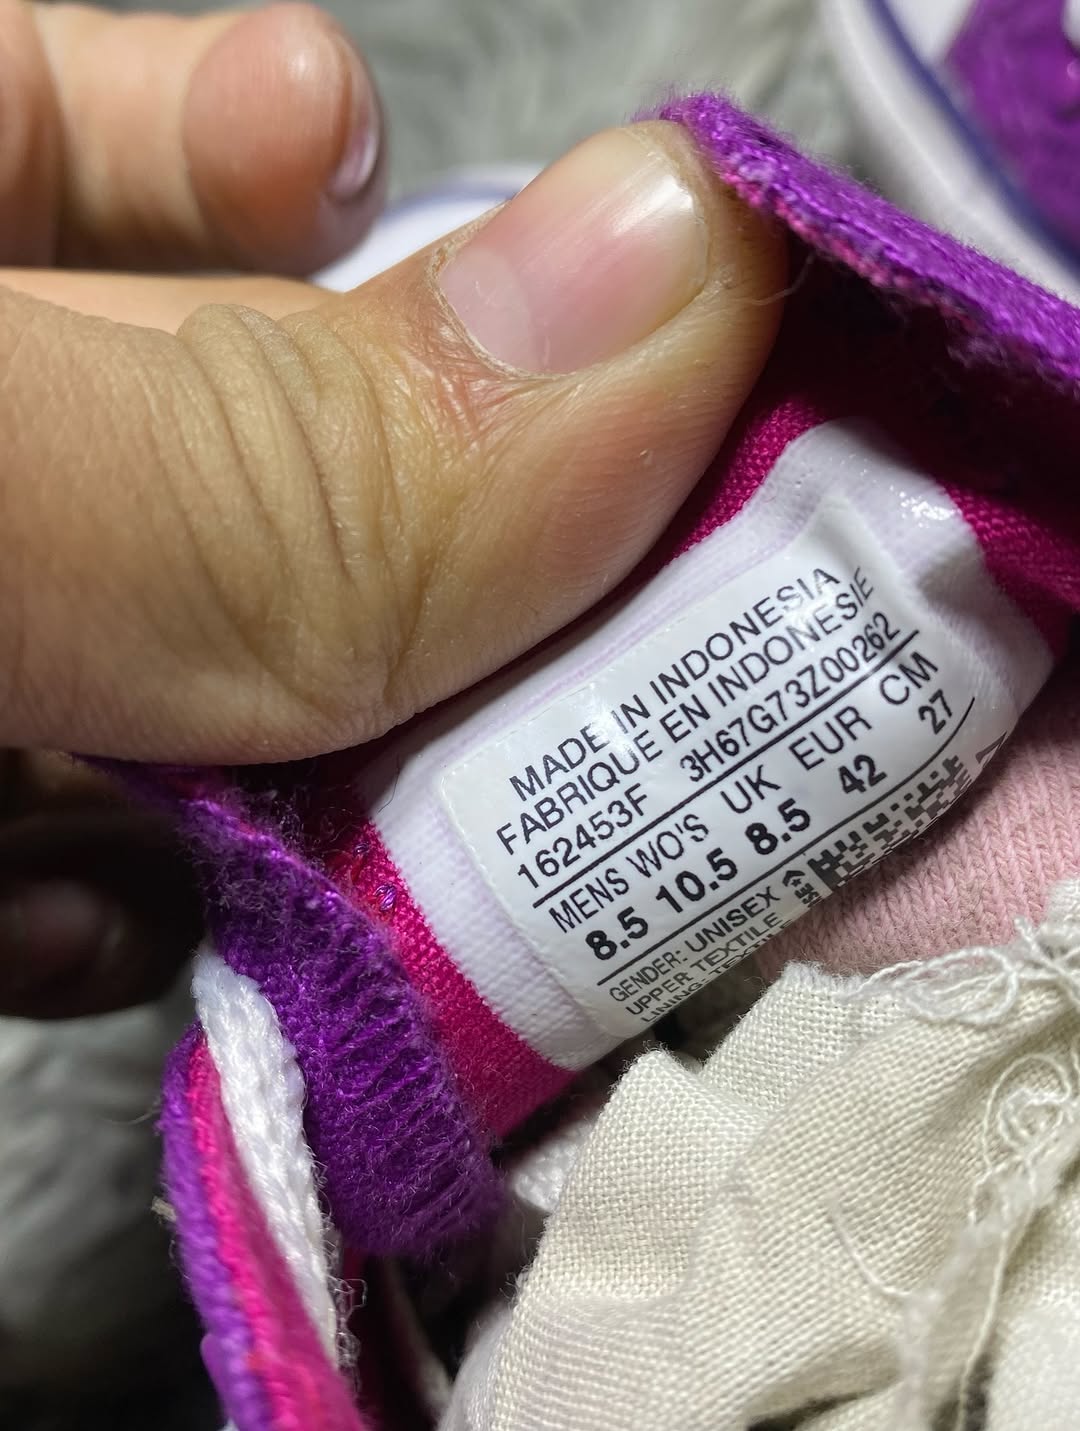 MADE IN INDONESIA
FABRIQUE EN INDONESIE
162453F 3H67G73Z00262
MENS WO'S UK EUR CM
8.5 10.5 8.5 42 27
GENDER: UNISEX
UPPER TEXTILE
LINING: